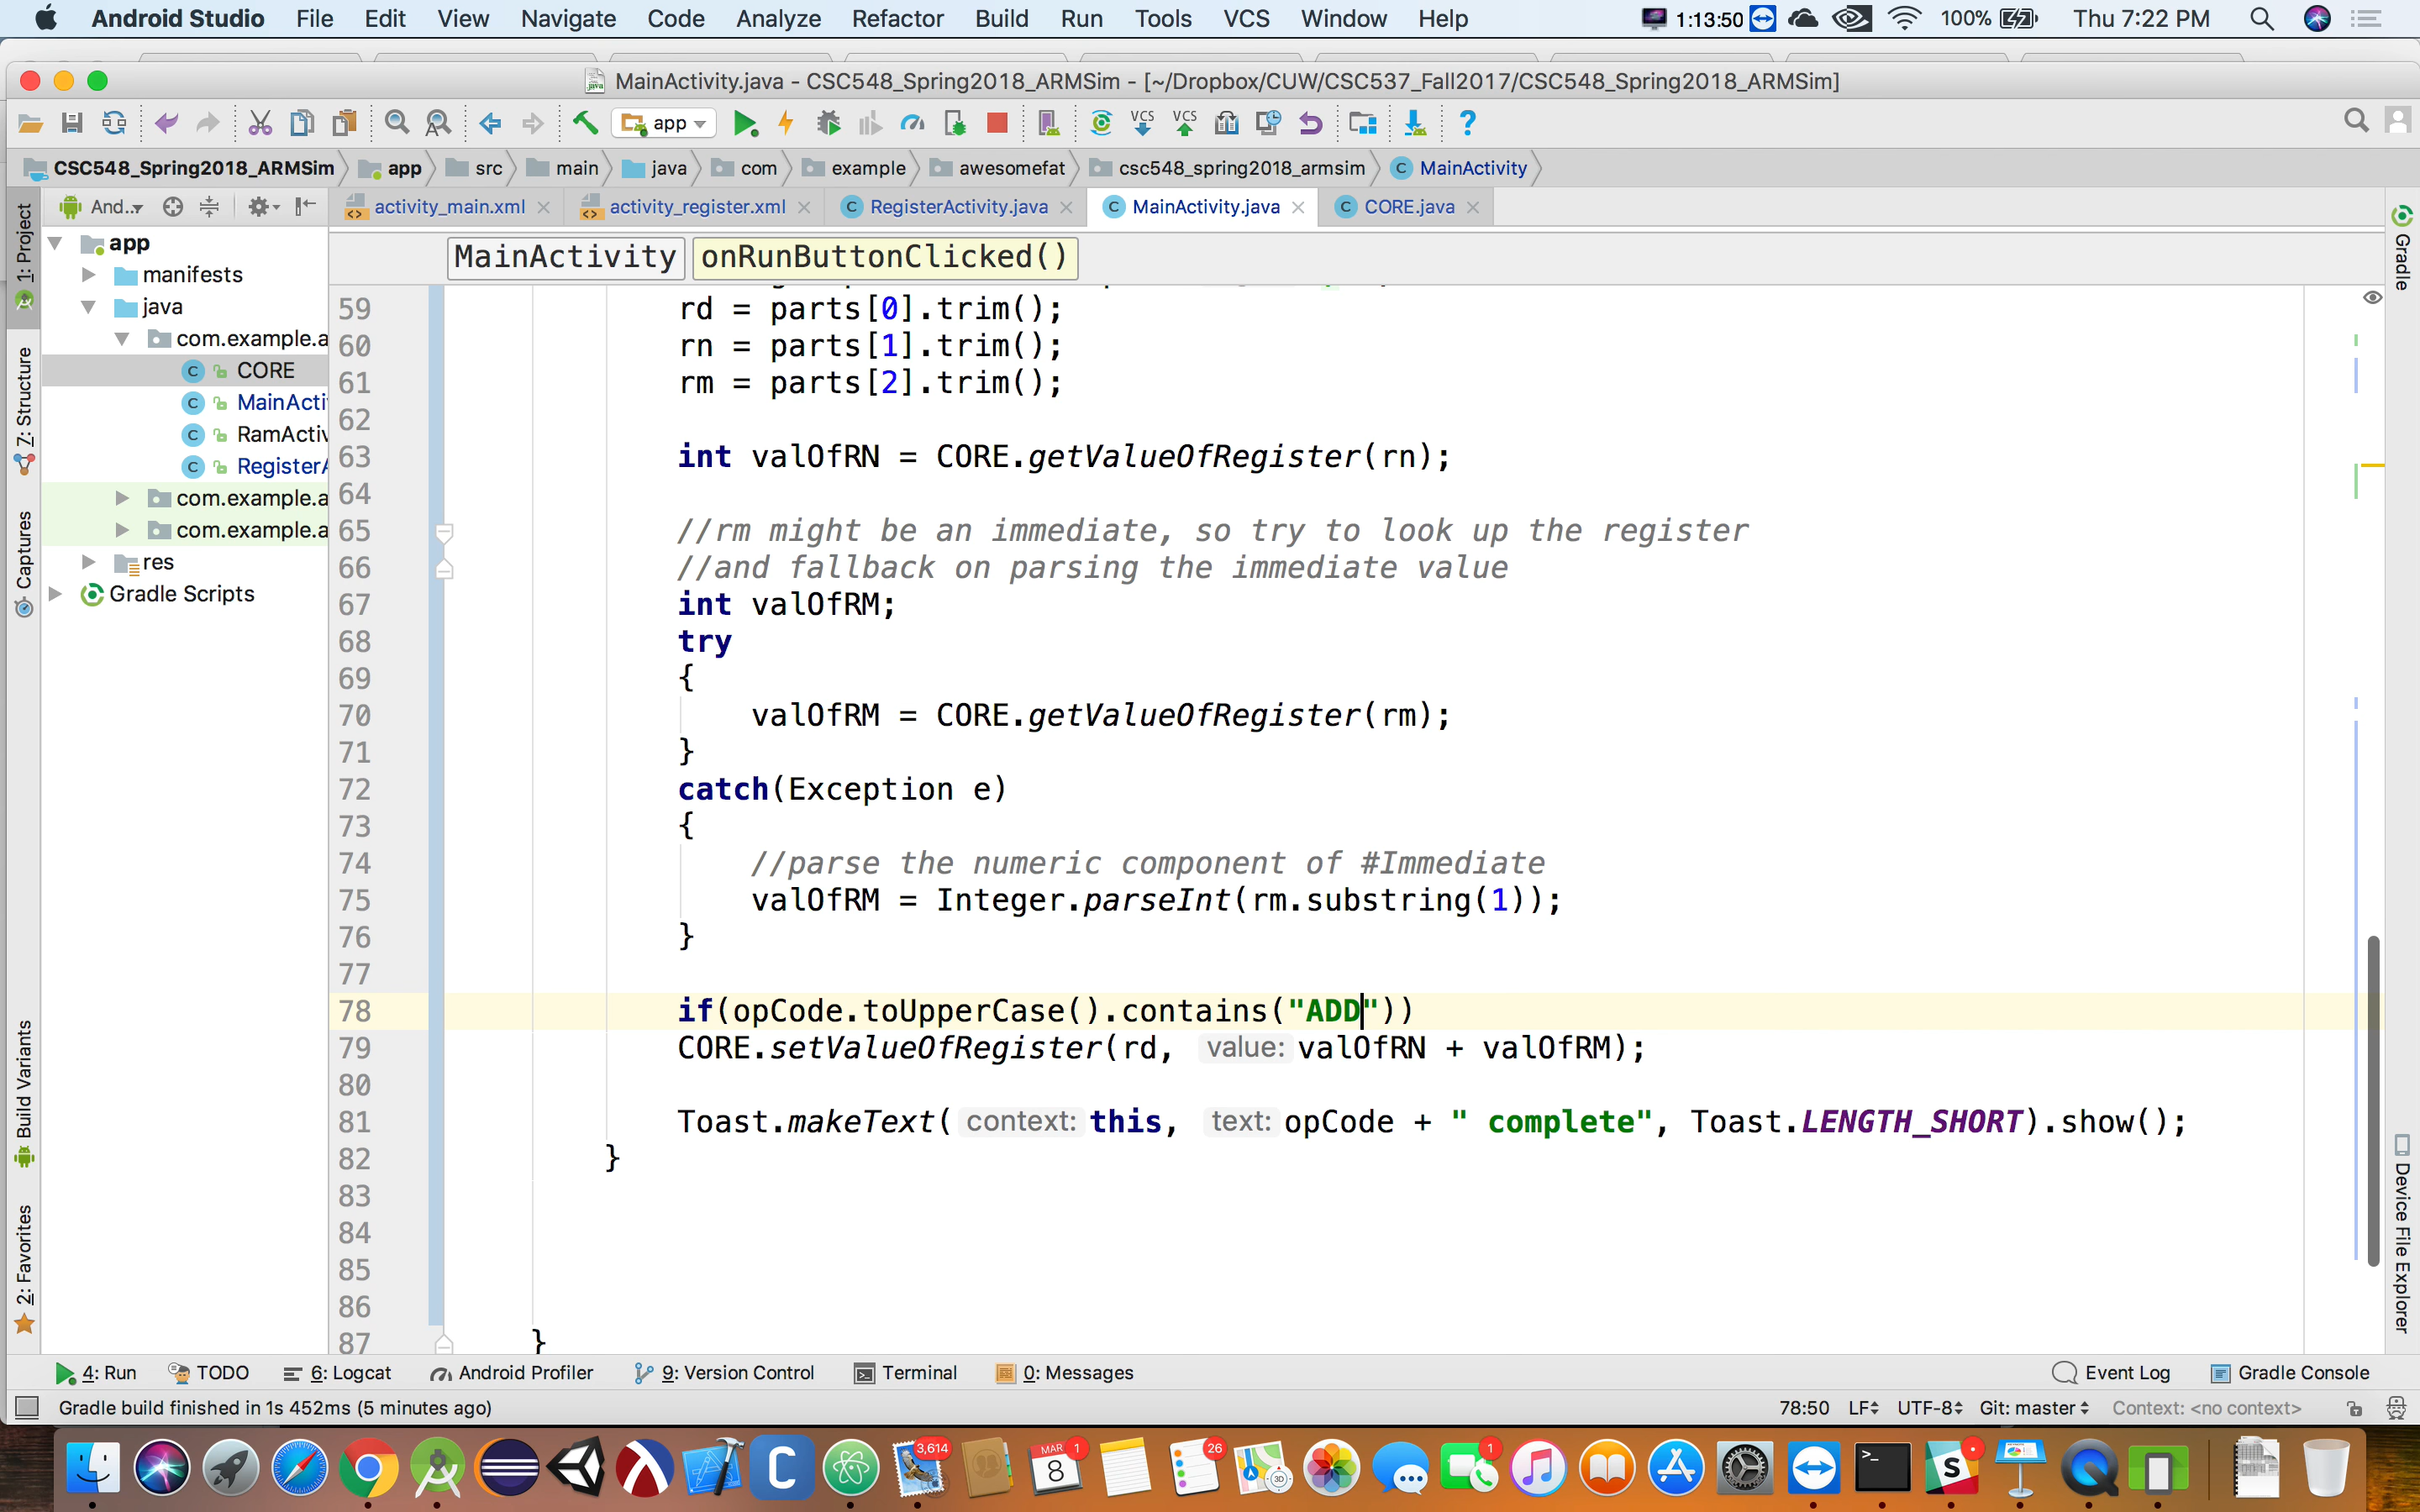 Android Studio File Edit View Navigate Code Analyze Refactor Build Run Tools VCS Window Help 1:13:50 100% Thu 7:22 PM
MainActivity.java - CSC548_Spring2018_ARMSim - [~/Dropbox/CUW/CSC537_Fall2017/CSC548_Spring2018_ARMSim]
app VCS VCS ?
CSC548_Spring2018_ARMSim app src main java com example awesomefat csc548_spring2018_armsim MainActivity
And.. activity_main.xml activity_register.xml RegisterActivity.java MainActivity.java CORE.java
MainActivity onRunButtonClicked()
1: Project
7: Structure
Captures
Build Variants
2: Favorites
app
manifests
java
com.example.a
CORE
MainActi
RamActiv
RegisterA
com.example.a
com.example.a
res
Gradle Scripts
59 rd = parts[0].trim();
60 rn = parts[1].trim();
61 rm = parts[2].trim();
62
63 int valOfRN = CORE.getValueOfRegister(rn);
64
65 //rm might be an immediate, so try to look up the register
66 //and fallback on parsing the immediate value
67 int valOfRM;
68 try
69 {
70 valOfRM = CORE.getValueOfRegister(rm);
71 }
72 catch(Exception e)
73 {
74 //parse the numeric component of #Immediate
75 valOfRM = Integer.parseInt(rm.substring(1));
76 }
77
78 if(opCode.toUpperCase().contains("ADD"))
79 CORE.setValueOfRegister(rd, value: valOfRN + valOfRM);
80
81 Toast.makeText( context: this, text: opCode + " complete", Toast.LENGTH_SHORT).show();
82 }
83
84
85
86
87 }
Gradle
Device File Explorer
4: Run TODO 6: Logcat Android Profiler 9: Version Control Terminal 0: Messages Event Log Gradle Console
Gradle build finished in 1s 452ms (5 minutes ago) 78:50 LF UTF-8 Git: master Context: <no context>
3,614 MAR 8 1 26 3D 1